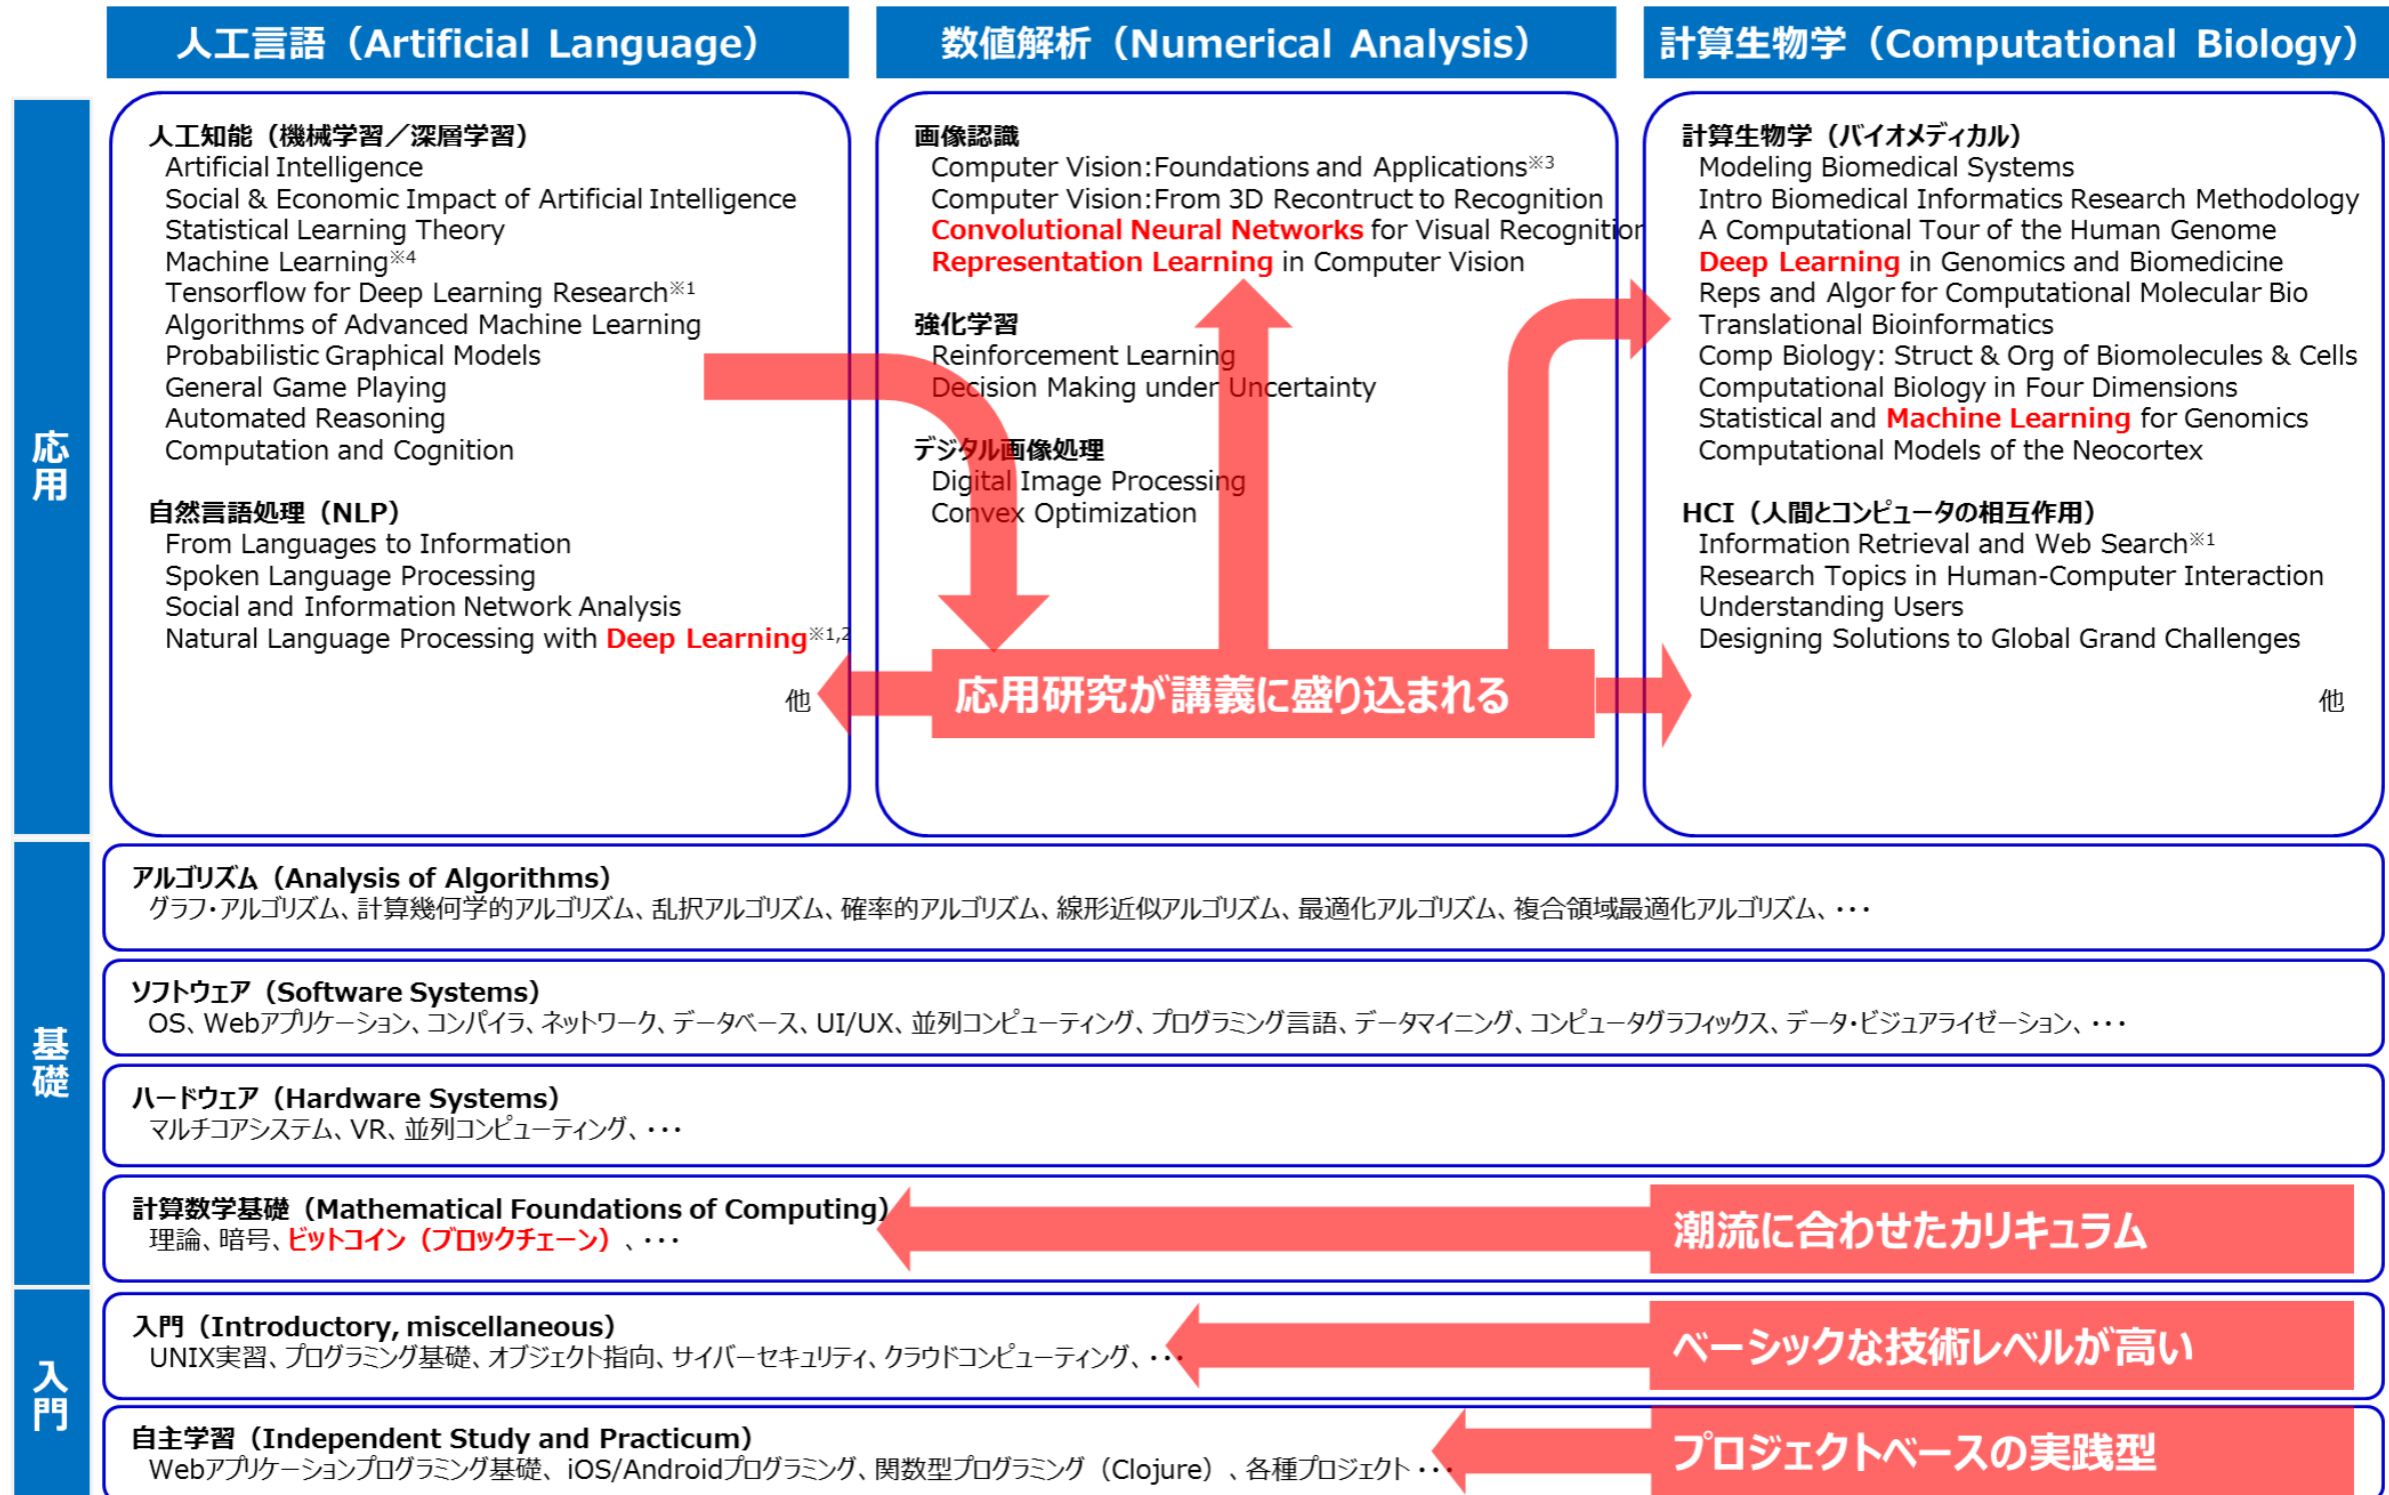 人工言語（Artificial Language）
数値解析（Numerical Analysis）
計算生物学（Computational Biology）
応用
人工知能（機械学習／深層学習）
Artificial Intelligence
Social & Economic Impact of Artificial Intelligence
Statistical Learning Theory
Machine Learning※4
Tensorflow for Deep Learning Research※1
Algorithms of Advanced Machine Learning
Probabilistic Graphical Models
General Game Playing
Automated Reasoning
Computation and Cognition
自然言語処理（NLP）
From Languages to Information
Spoken Language Processing
Social and Information Network Analysis
Natural Language Processing with Deep Learning※1,2
他
画像認識
Computer Vision:Foundations and Applications※3
Computer Vision:From 3D Recontruct to Recognition
Convolutional Neural Networks for Visual Recognition
Representation Learning in Computer Vision
強化学習
Reinforcement Learning
Decision Making under Uncertainty
デジタル画像処理
Digital Image Processing
Convex Optimization
応用研究が講義に盛り込まれる
計算生物学（バイオメディカル）
Modeling Biomedical Systems
Intro Biomedical Informatics Research Methodology
A Computational Tour of the Human Genome
Deep Learning in Genomics and Biomedicine
Reps and Algor for Computational Molecular Bio
Translational Bioinformatics
Comp Biology: Struct & Org of Biomolecules & Cells
Computational Biology in Four Dimensions
Statistical and Machine Learning for Genomics
Computational Models of the Neocortex
HCI（人間とコンピュータの相互作用）
Information Retrieval and Web Search※1
Research Topics in Human-Computer Interaction
Understanding Users
Designing Solutions to Global Grand Challenges
他
基礎
アルゴリズム（Analysis of Algorithms）
グラフ・アルゴリズム、計算幾何学的アルゴリズム、乱択アルゴリズム、確率的アルゴリズム、線形近似アルゴリズム、最適化アルゴリズム、複合領域最適化アルゴリズム、・・・
ソフトウェア（Software Systems）
OS、Webアプリケーション、コンパイラ、ネットワーク、データベース、UI/UX、並列コンピューティング、プログラミング言語、データマイニング、コンピュータグラフィックス、データ・ビジュアライゼーション、・・・
ハードウェア（Hardware Systems）
マルチコアシステム、VR、並列コンピューティング、・・・
計算数学基礎（Mathematical Foundations of Computing）
理論、暗号、ビットコイン（ブロックチェーン）、・・・
潮流に合わせたカリキュラム
入門
入門（Introductory, miscellaneous）
UNIX実習、プログラミング基礎、オブジェクト指向、サイバーセキュリティ、クラウドコンピューティング、・・・
ベーシックな技術レベルが高い
自主学習（Independent Study and Practicum）
Webアプリケーションプログラミング基礎、iOS/Androidプログラミング、関数型プログラミング（Clojure）、各種プロジェクト・・・
プロジェクトベースの実践型